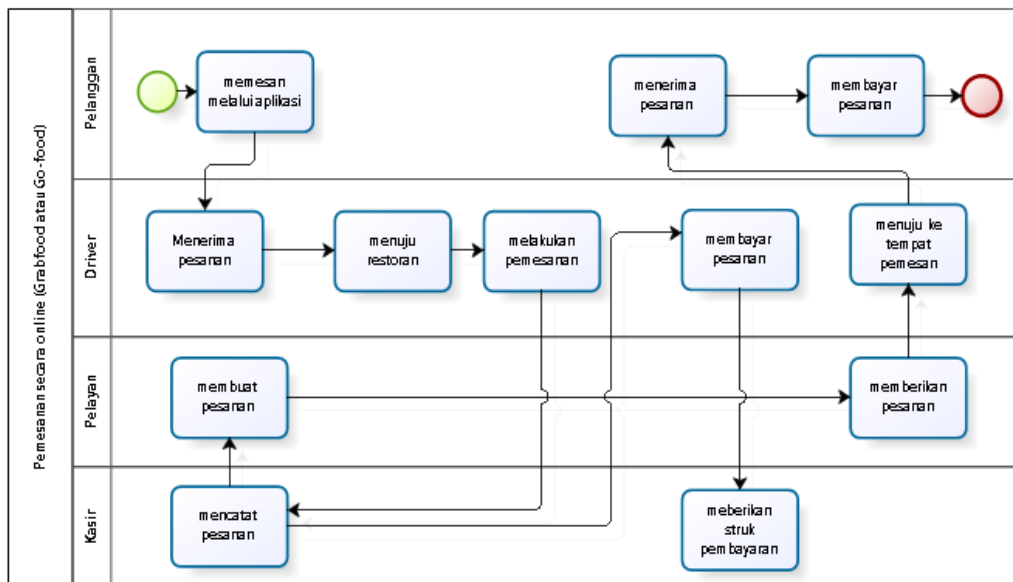 Pemesanan secara online (Grabfood atau Go-food)
Pelanggan
memesan
melalui aplikasi
menerima
pesanan
membayar
pesanan
Driver
Menerima
pesanan
menuju
restoran
melakukan
pemesanan
membayar
pesanan
menuju ke
tempat
pemesan
Pelayan
membuat
pesanan
memberikan
pesanan
Kasir
mencatat
pesanan
meberikan
struk
pembayaran